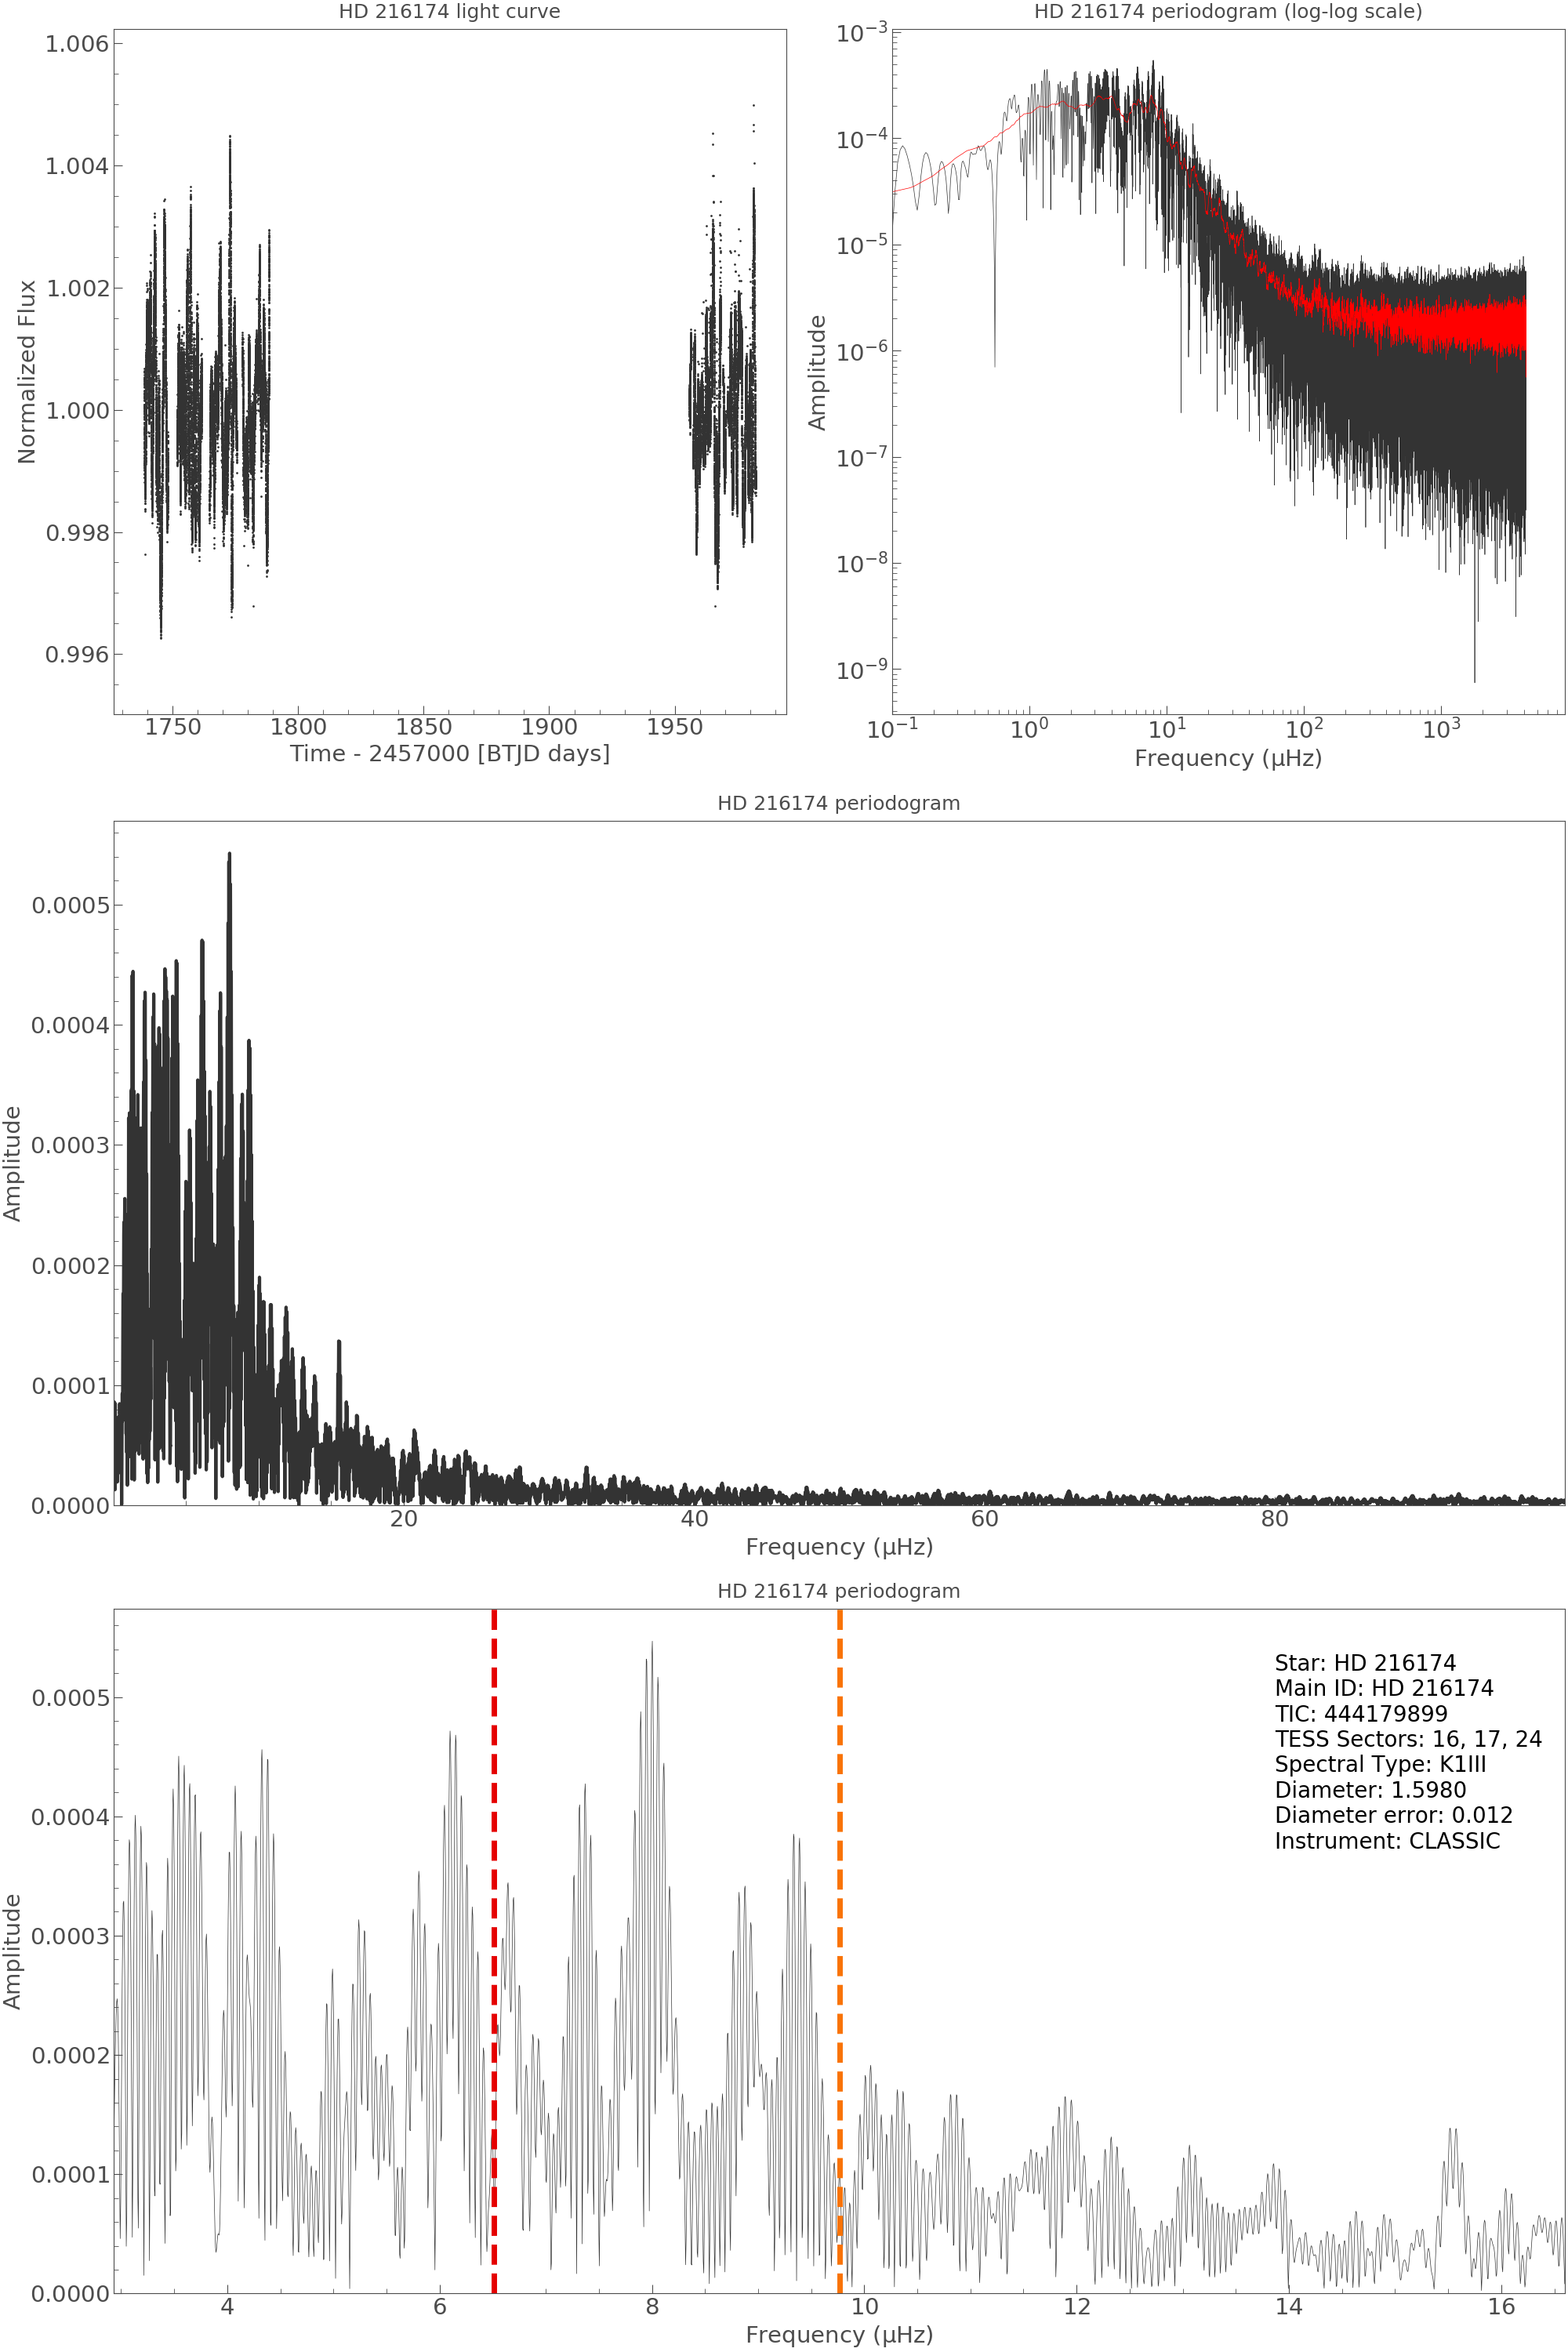 HD 216174 light curve
1.006
1.004
1.002
1.000
0.998
0.996
Normalized Flux
1750 1800 1850 1900 1950
Time - 2457000 [BTJD days]
HD 216174 periodogram (log-log scale)
10⁻³
10⁻⁴
10⁻⁵
10⁻⁶
10⁻⁷
10⁻⁸
10⁻⁹
Amplitude
10⁻¹ 10⁰ 10¹ 10² 10³
Frequency (µHz)
HD 216174 periodogram
0.0005
0.0004
0.0003
0.0002
0.0001
0.0000
Amplitude
20 40 60 80
Frequency (µHz)
HD 216174 periodogram
0.0005
0.0004
0.0003
0.0002
0.0001
0.0000
Amplitude
Star: HD 216174
Main ID: HD 216174
TIC: 444179899
TESS Sectors: 16, 17, 24
Spectral Type: K1III
Diameter: 1.5980
Diameter error: 0.012
Instrument: CLASSIC
4 6 8 10 12 14 16
Frequency (µHz)